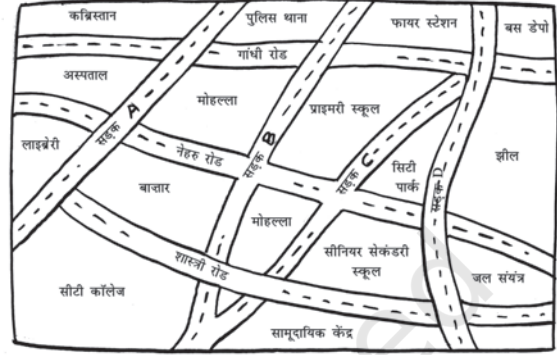 कब्रिस्तान
पुलिस थाना
फायर स्टेशन
बस डेपो
गांधी रोड
अस्पताल
मोहल्ला
प्राइमरी स्कूल
सड़क A
सड़क B
सड़क C
सड़क D
लाइब्रेरी
नेहरु रोड
सिटी
पार्क
झील
बाज़ार
मोहल्ला
सीनियर सेकंडरी
स्कूल
शास्त्री रोड
जल संयंत्र
सीटी कॉलेज
सामूदायिक केंद्र